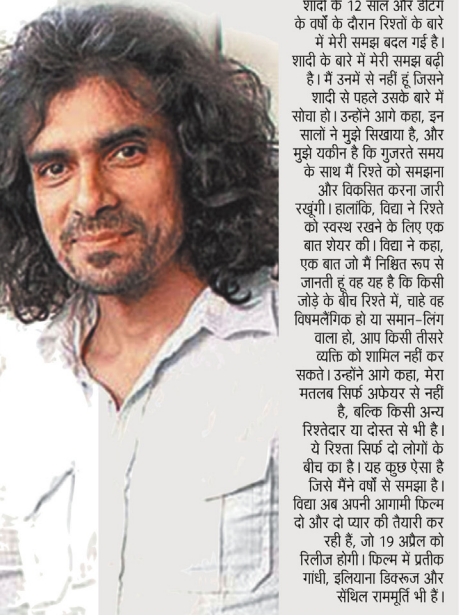 शादी के 12 साल और डेटिंग
के वर्षों के दौरान रिश्तों के बारे
में मेरी समझ बदल गई है।
शादी के बारे में मेरी समझ बढ़ी
है। मैं उनमें से नहीं हूं जिसने
शादी से पहले उसके बारे में
सोचा हो। उन्होंने आगे कहा, इन
सालों ने मुझे सिखाया है, और
मुझे यकीन है कि गुजरते समय
के साथ मैं रिश्ते को समझना
और विकसित करना जारी
रखूंगी। हालांकि, विद्या ने रिश्ते
को स्वस्थ रखने के लिए एक
बात शेयर की। विद्या ने कहा,
एक बात जो मैं निश्चित रूप से
जानती हूं वह यह है कि किसी
जोड़े के बीच रिश्ते में, चाहे वह
विषमलैंगिक हो या समान-लिंग
वाला हो, आप किसी तीसरे
व्यक्ति को शामिल नहीं कर
सकते। उन्होंने आगे कहा, मेरा
मतलब सिर्फ अफेयर से नहीं
है, बल्कि किसी अन्य
रिश्तेदार या दोस्त से भी है।
ये रिश्ता सिर्फ दो लोगों के
बीच का है। यह कुछ ऐसा है
जिसे मैंने वर्षों से समझा है।
विद्या अब अपनी आगामी फिल्म
दो और दो प्यार की तैयारी कर
रही हैं, जो 19 अप्रैल को
रिलीज होगी। फिल्म में प्रतीक
गांधी, इलियाना डिक्रूज और
सेंथिल राममूर्ति भी हैं।